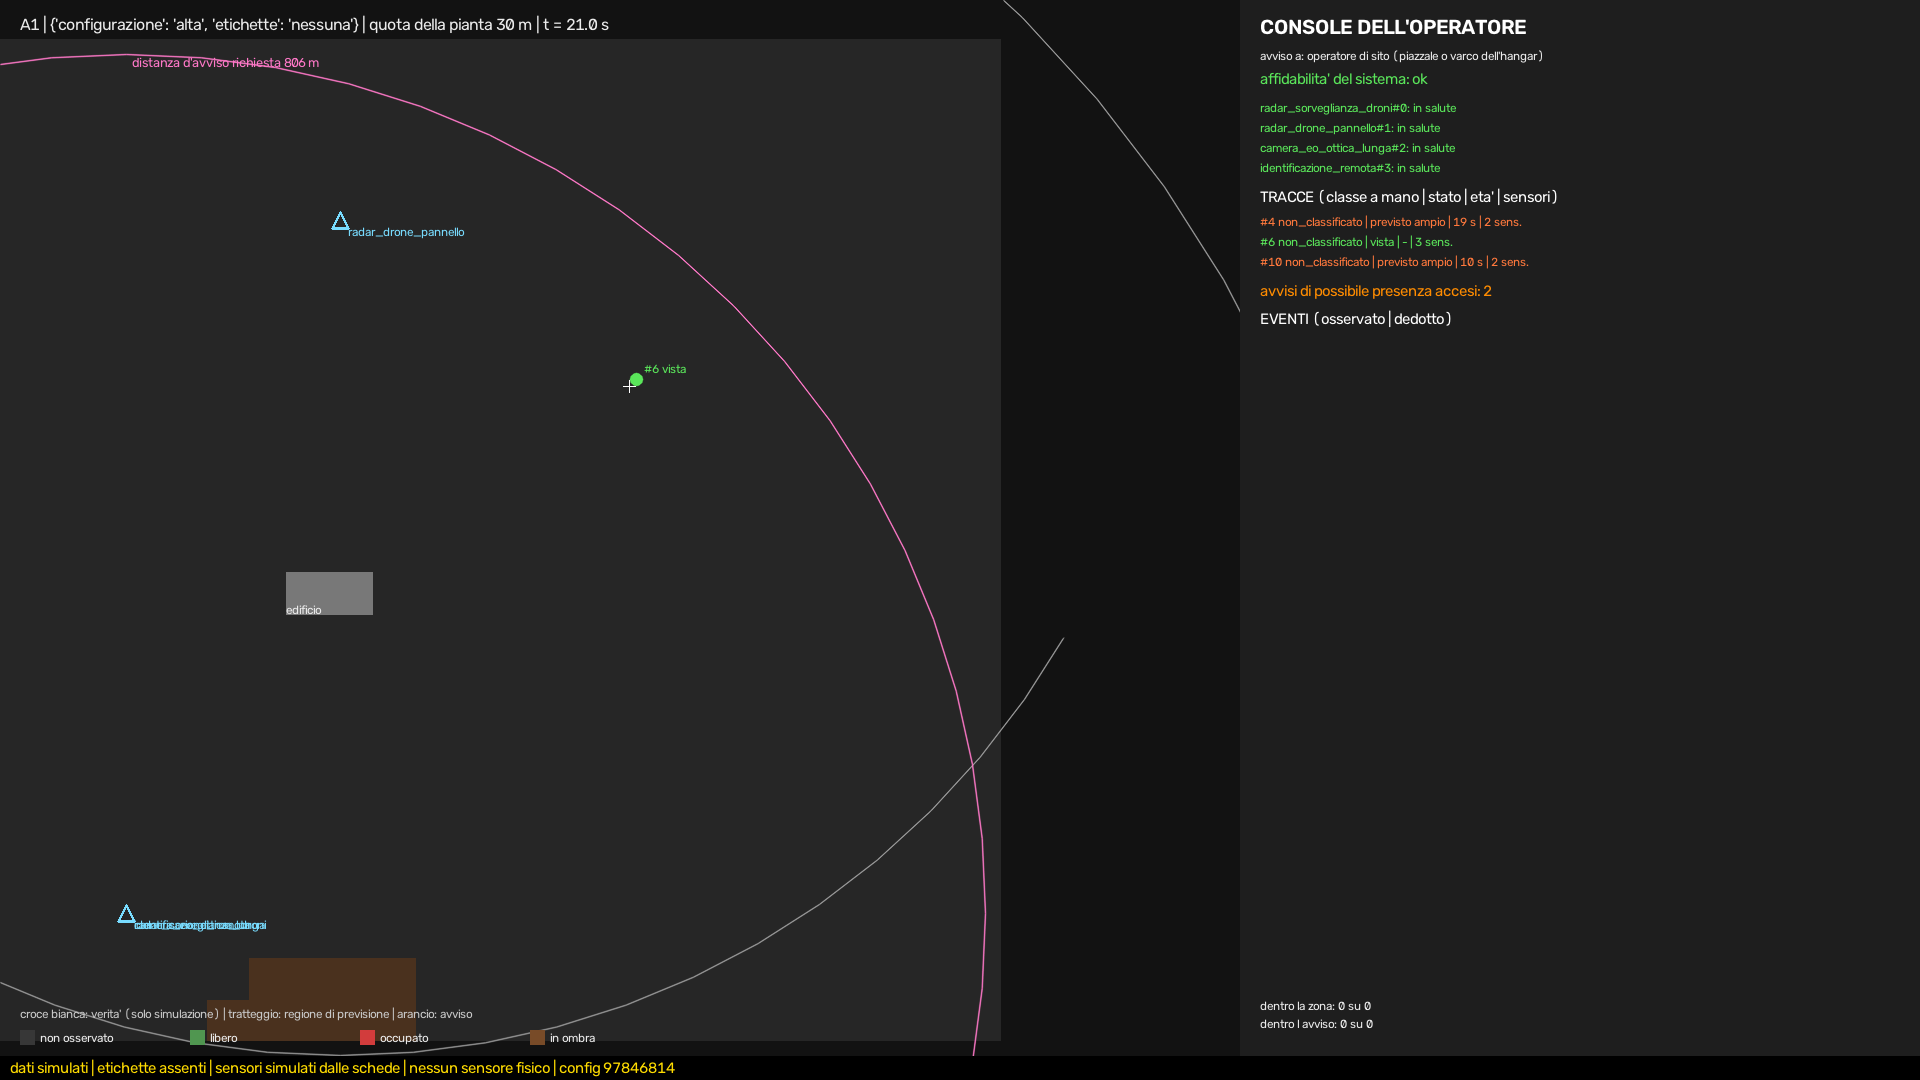 A1 | {'configurazione': 'alta', 'etichette': 'nessuna'} | quota della pianta 30 m | t = 21.0 s
distanza d'avviso richiesta 806 m
radar_drone_pannello
#6 vista
edificio
croce bianca: verita' (solo simulazione) | tratteggio: regione di previsione | arancio: avviso
non osservato
libero
occupato
in ombra
dati simulati | etichette assenti | sensori simulati dalle schede | nessun sensore fisico | config 97846814
CONSOLE DELL'OPERATORE
avviso a: operatore di sito (piazzale o varco dell'hangar)
affidabilita' del sistema: ok
radar_sorveglianza_droni#0: in salute
radar_drone_pannello#1: in salute
camera_eo_ottica_lunga#2: in salute
identificazione_remota#3: in salute
TRACCE (classe a mano | stato | eta' | sensori)
#4 non_classificato | previsto ampio | 19 s | 2 sens.
#6 non_classificato | vista | - | 3 sens.
#10 non_classificato | previsto ampio | 10 s | 2 sens.
avvisi di possibile presenza accesi: 2
EVENTI (osservato | dedotto)
dentro la zona: 0 su 0
dentro l avviso: 0 su 0